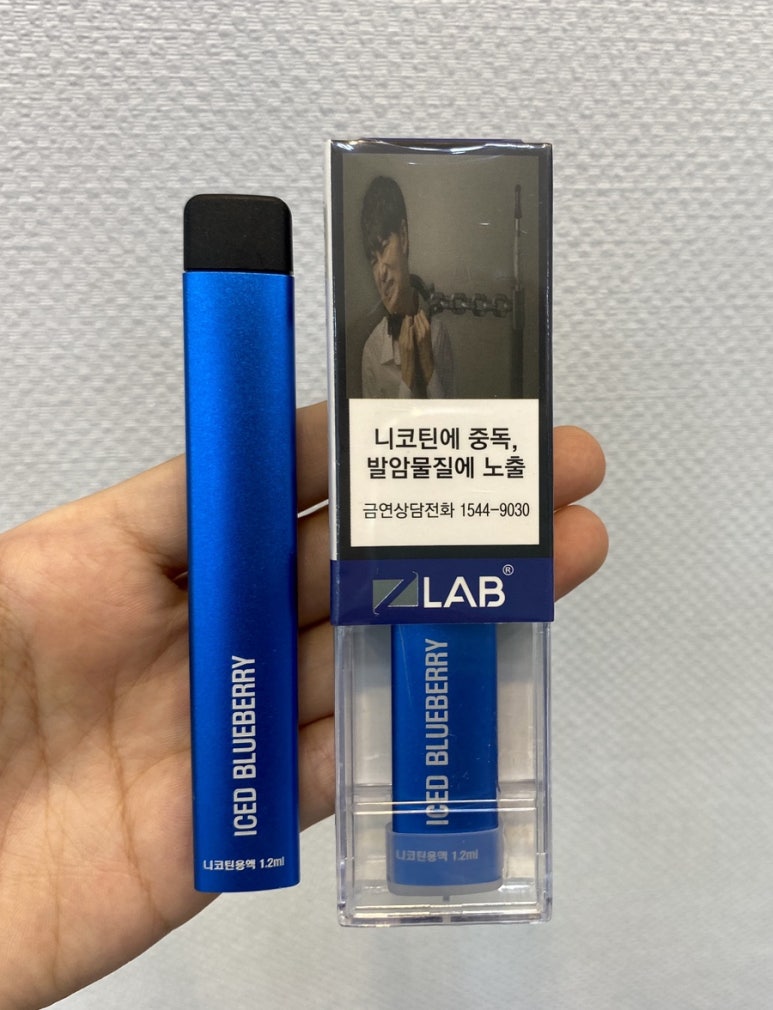 ICED BLUEBERRY
니코틴용액 1.2ml
니코틴에 중독,
발암물질에 노출
금연상담전화 1544-9030
ZLAB®
ICED BLUEBERRY
니코틴용액 1.2ml